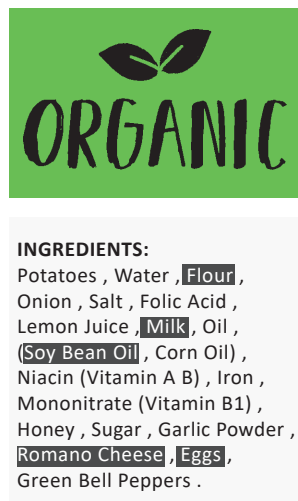 ORGANIC
INGREDIENTS:
Potatoes , Water , Flour ,
Onion , Salt , Folic Acid ,
Lemon Juice , Milk , Oil ,
(Soy Bean Oil , Corn Oil) ,
Niacin (Vitamin A B) , Iron ,
Mononitrate (Vitamin B1) ,
Honey , Sugar , Garlic Powder ,
Romano Cheese , Eggs ,
Green Bell Peppers .